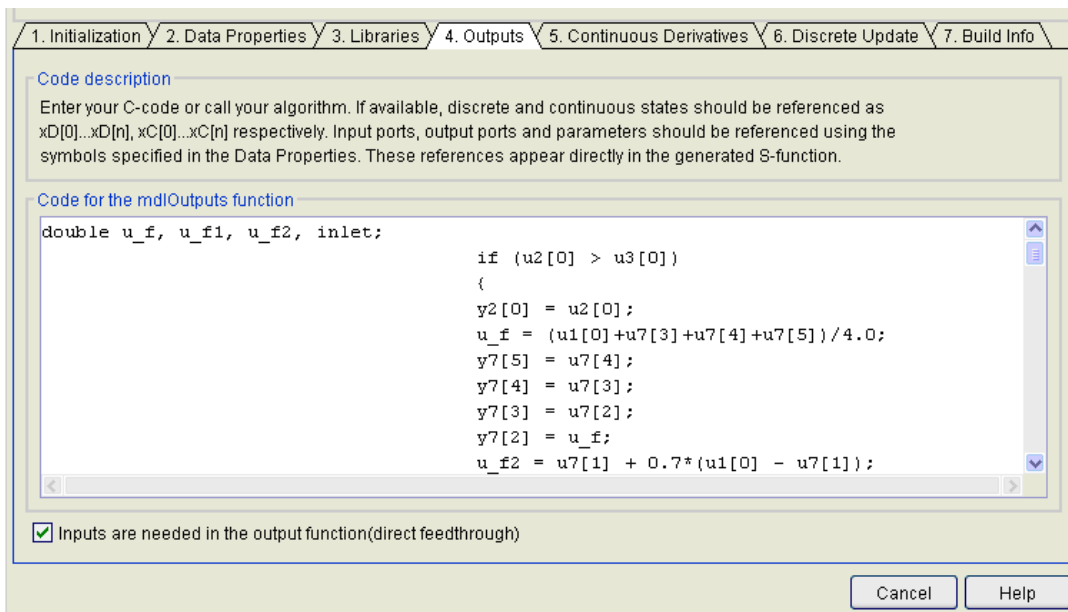 1. Initialization 2. Data Properties 3. Libraries 4. Outputs 5. Continuous Derivatives 6. Discrete Update 7. Build Info
Code description
Enter your C-code or call your algorithm. If available, discrete and continuous states should be referenced as
xD[0]...xD[n], xC[0]...xC[n] respectively. Input ports, output ports and parameters should be referenced using the
symbols specified in the Data Properties. These references appear directly in the generated S-function.
Code for the mdlOutputs function
double u_f, u_f1, u_f2, inlet;
if (u2[0] > u3[0])
{
y2[0] = u2[0];
u_f = (u1[0]+u7[3]+u7[4]+u7[5])/4.0;
y7[5] = u7[4];
y7[4] = u7[3];
y7[3] = u7[2];
y7[2] = u_f;
u_f2 = u7[1] + 0.7*(u1[0] - u7[1]);
Inputs are needed in the output function(direct feedthrough)
Cancel Help